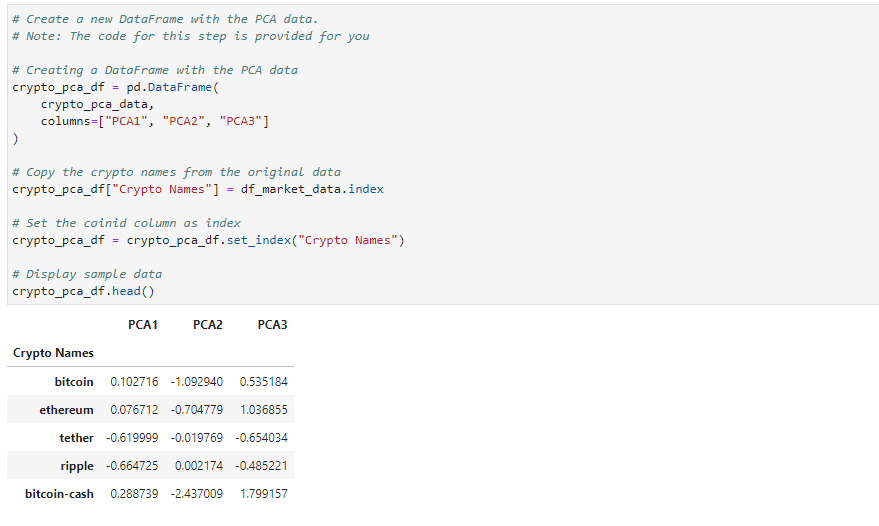 # Create a new DataFrame with the PCA data.
# Note: The code for this step is provided for you
# Creating a DataFrame with the PCA data
crypto_pca_df = pd.DataFrame(
    crypto_pca_data,
    columns=["PCA1", "PCA2", "PCA3"]
)
# Copy the crypto names from the original data
crypto_pca_df["Crypto Names"] = df_market_data.index
# Set the coinid column as index
crypto_pca_df = crypto_pca_df.set_index("Crypto Names")
# Display sample data
crypto_pca_df.head()
PCA1 PCA2 PCA3
Crypto Names
bitcoin 0.102716 -1.092940 0.535184
ethereum 0.076712 -0.704779 1.036855
tether -0.619999 -0.019769 -0.654034
ripple -0.664725 0.002174 -0.485221
bitcoin-cash 0.288739 -2.437009 1.799157